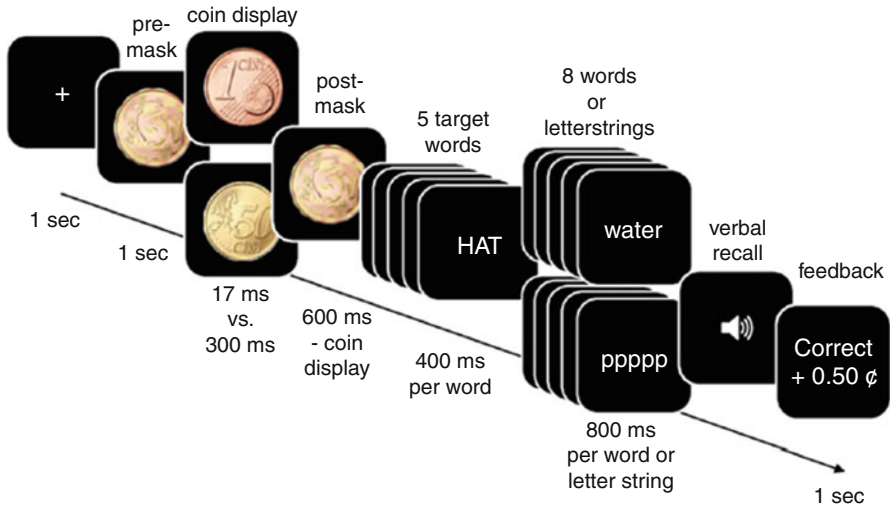 coin display
pre-
mask
+
post-
mask
5 target
words
8 words
or
letterstrings
HAT
water
verbal
recall
feedback
ppppp
Correct
+ 0.50 ¢
1 sec
1 sec
17 ms
vs.
300 ms
600 ms
- coin
display
400 ms
per word
800 ms
per word or
letter string
1 sec
1
50